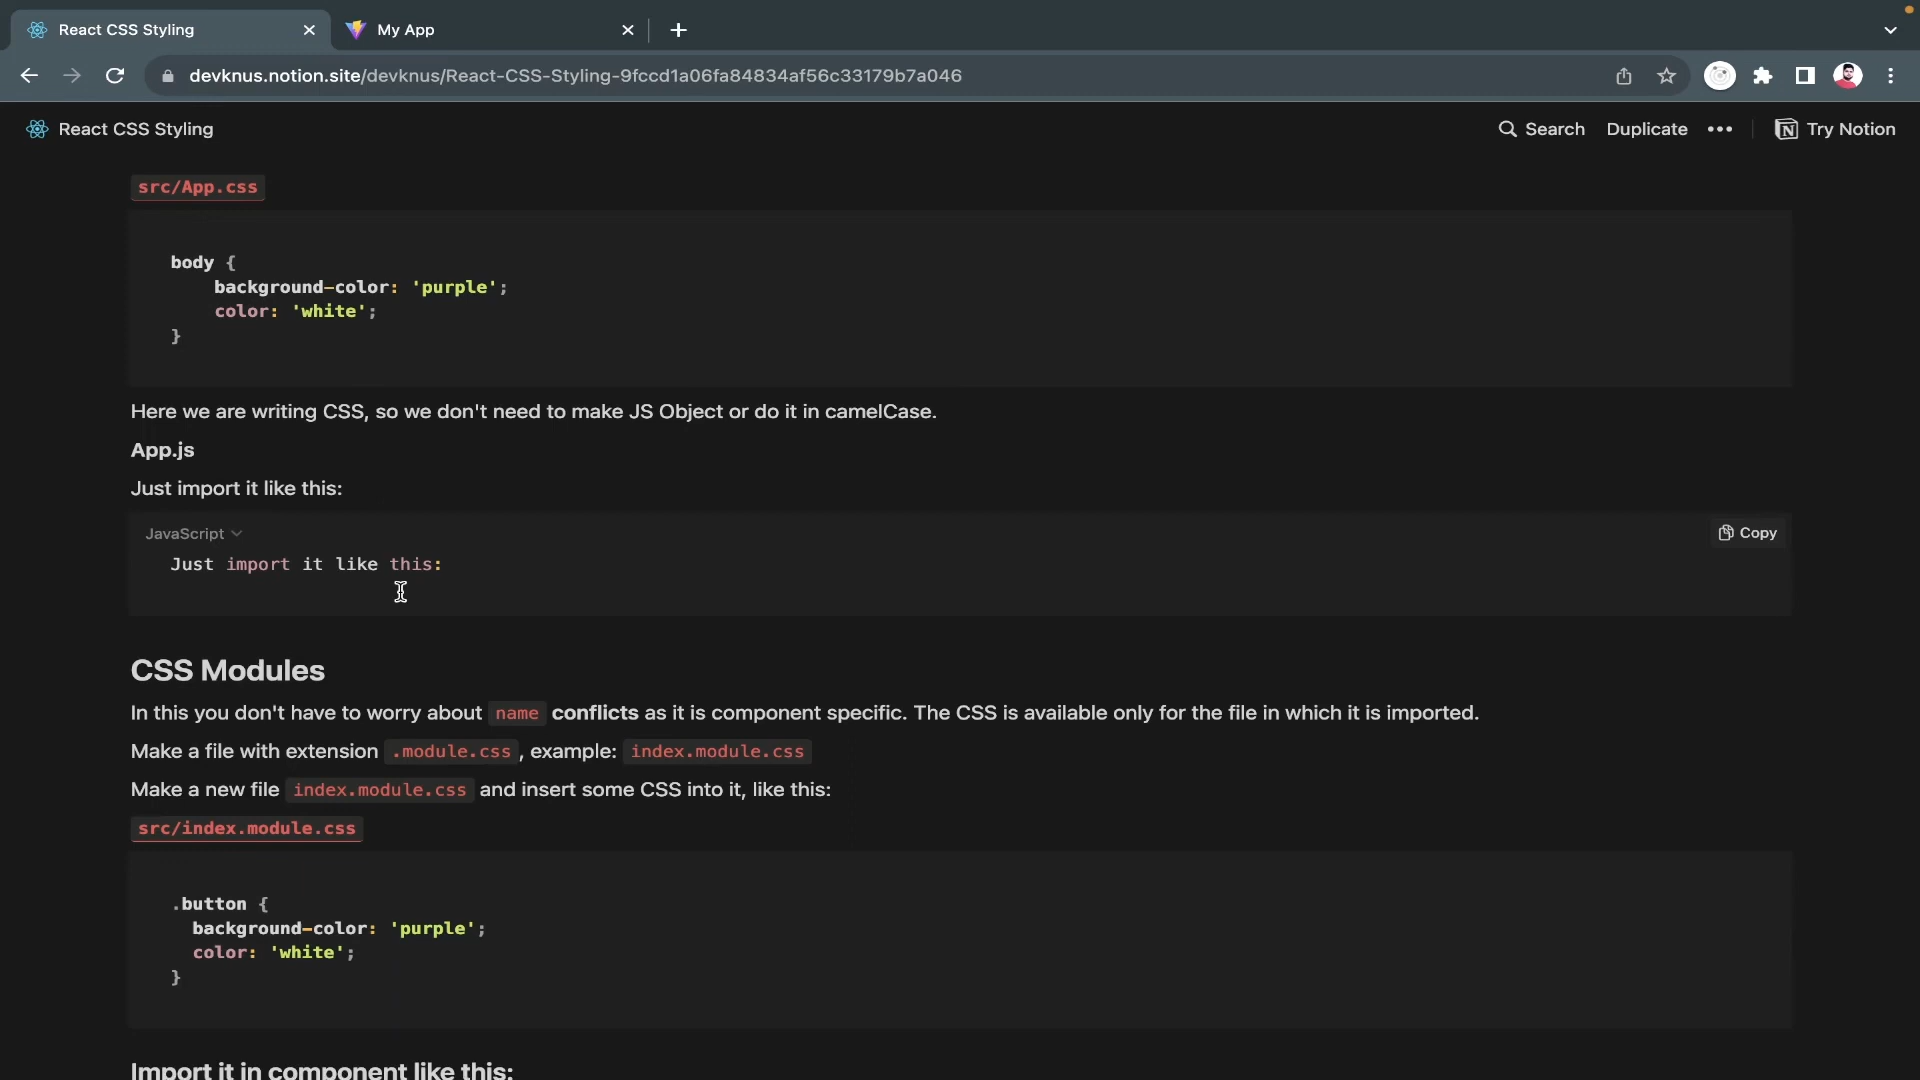 React CSS Styling
My App
devknus.notion.site/devknus/React-CSS-Styling-9fccd1a06fa84834af56c33179b7a046
React CSS Styling
Search
Duplicate
Try Notion
src/App.css
body {
background-color: 'purple';
color: 'white';
}
Here we are writing CSS, so we don't need to make JS Object or do it in camelCase.
App.js
Just import it like this:
JavaScript
Copy
Just import it like this:
CSS Modules
In this you don't have to worry about name conflicts as it is component specific. The CSS is available only for the file in which it is imported.
Make a file with extension .module.css, example: index.module.css
Make a new file index.module.css and insert some CSS into it, like this:
src/index.module.css
.button {
background-color: 'purple';
color: 'white';
}
Import it in component like this: